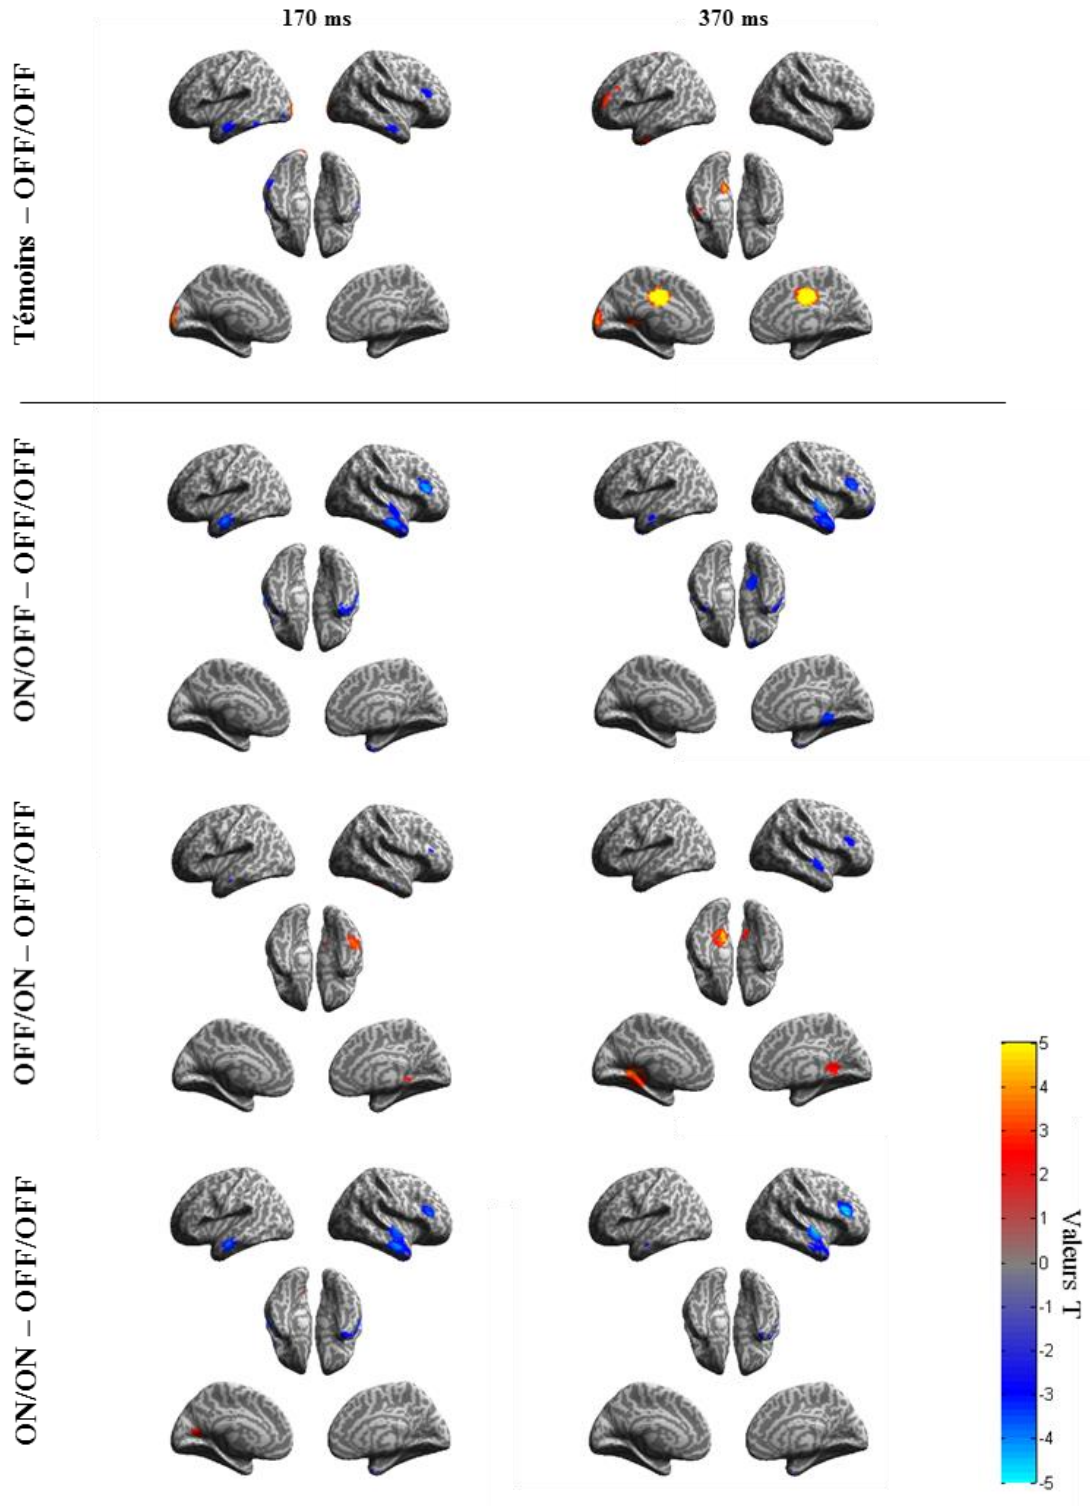 170 ms
370 ms
Témoins – OFF/OFF
ON/OFF – OFF/OFF
OFF/ON– OFF/OFF
ON/ON – OFF/OFF
5
4
3
2
1
0
-1
-2
-3
-4
-5
Valeurs T